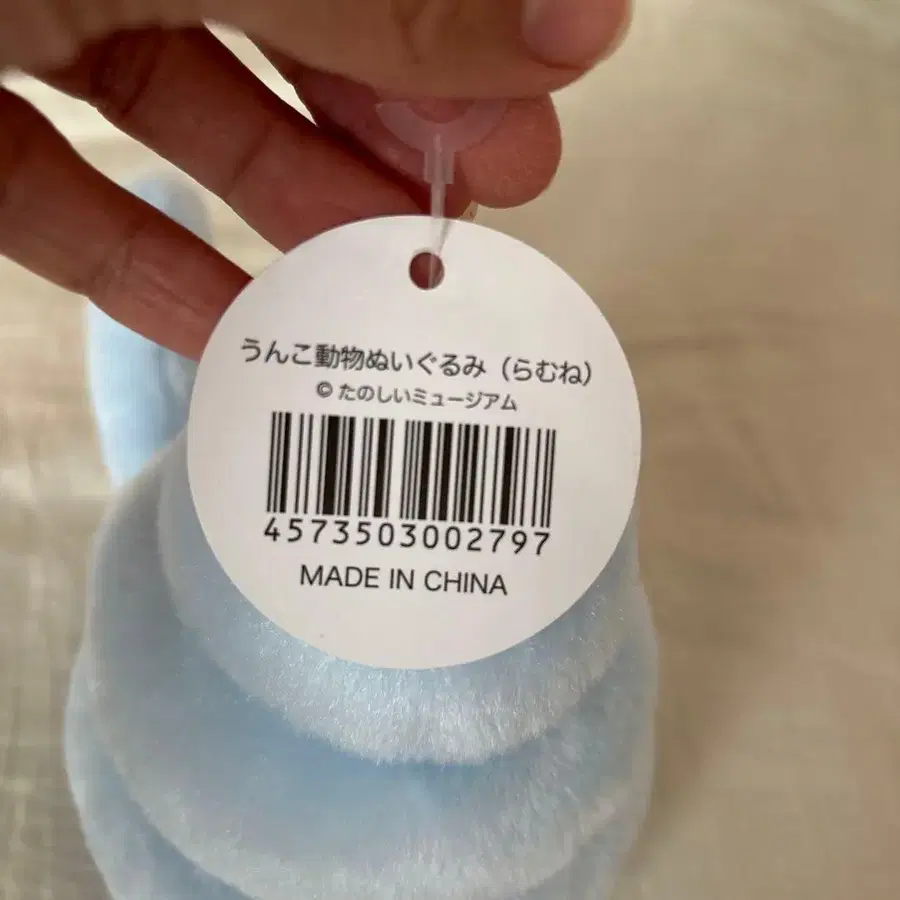 うんこ動物ぬいぐるみ（らむね）
© たのしいミュージアム
4573503002797
MADE IN CHINA